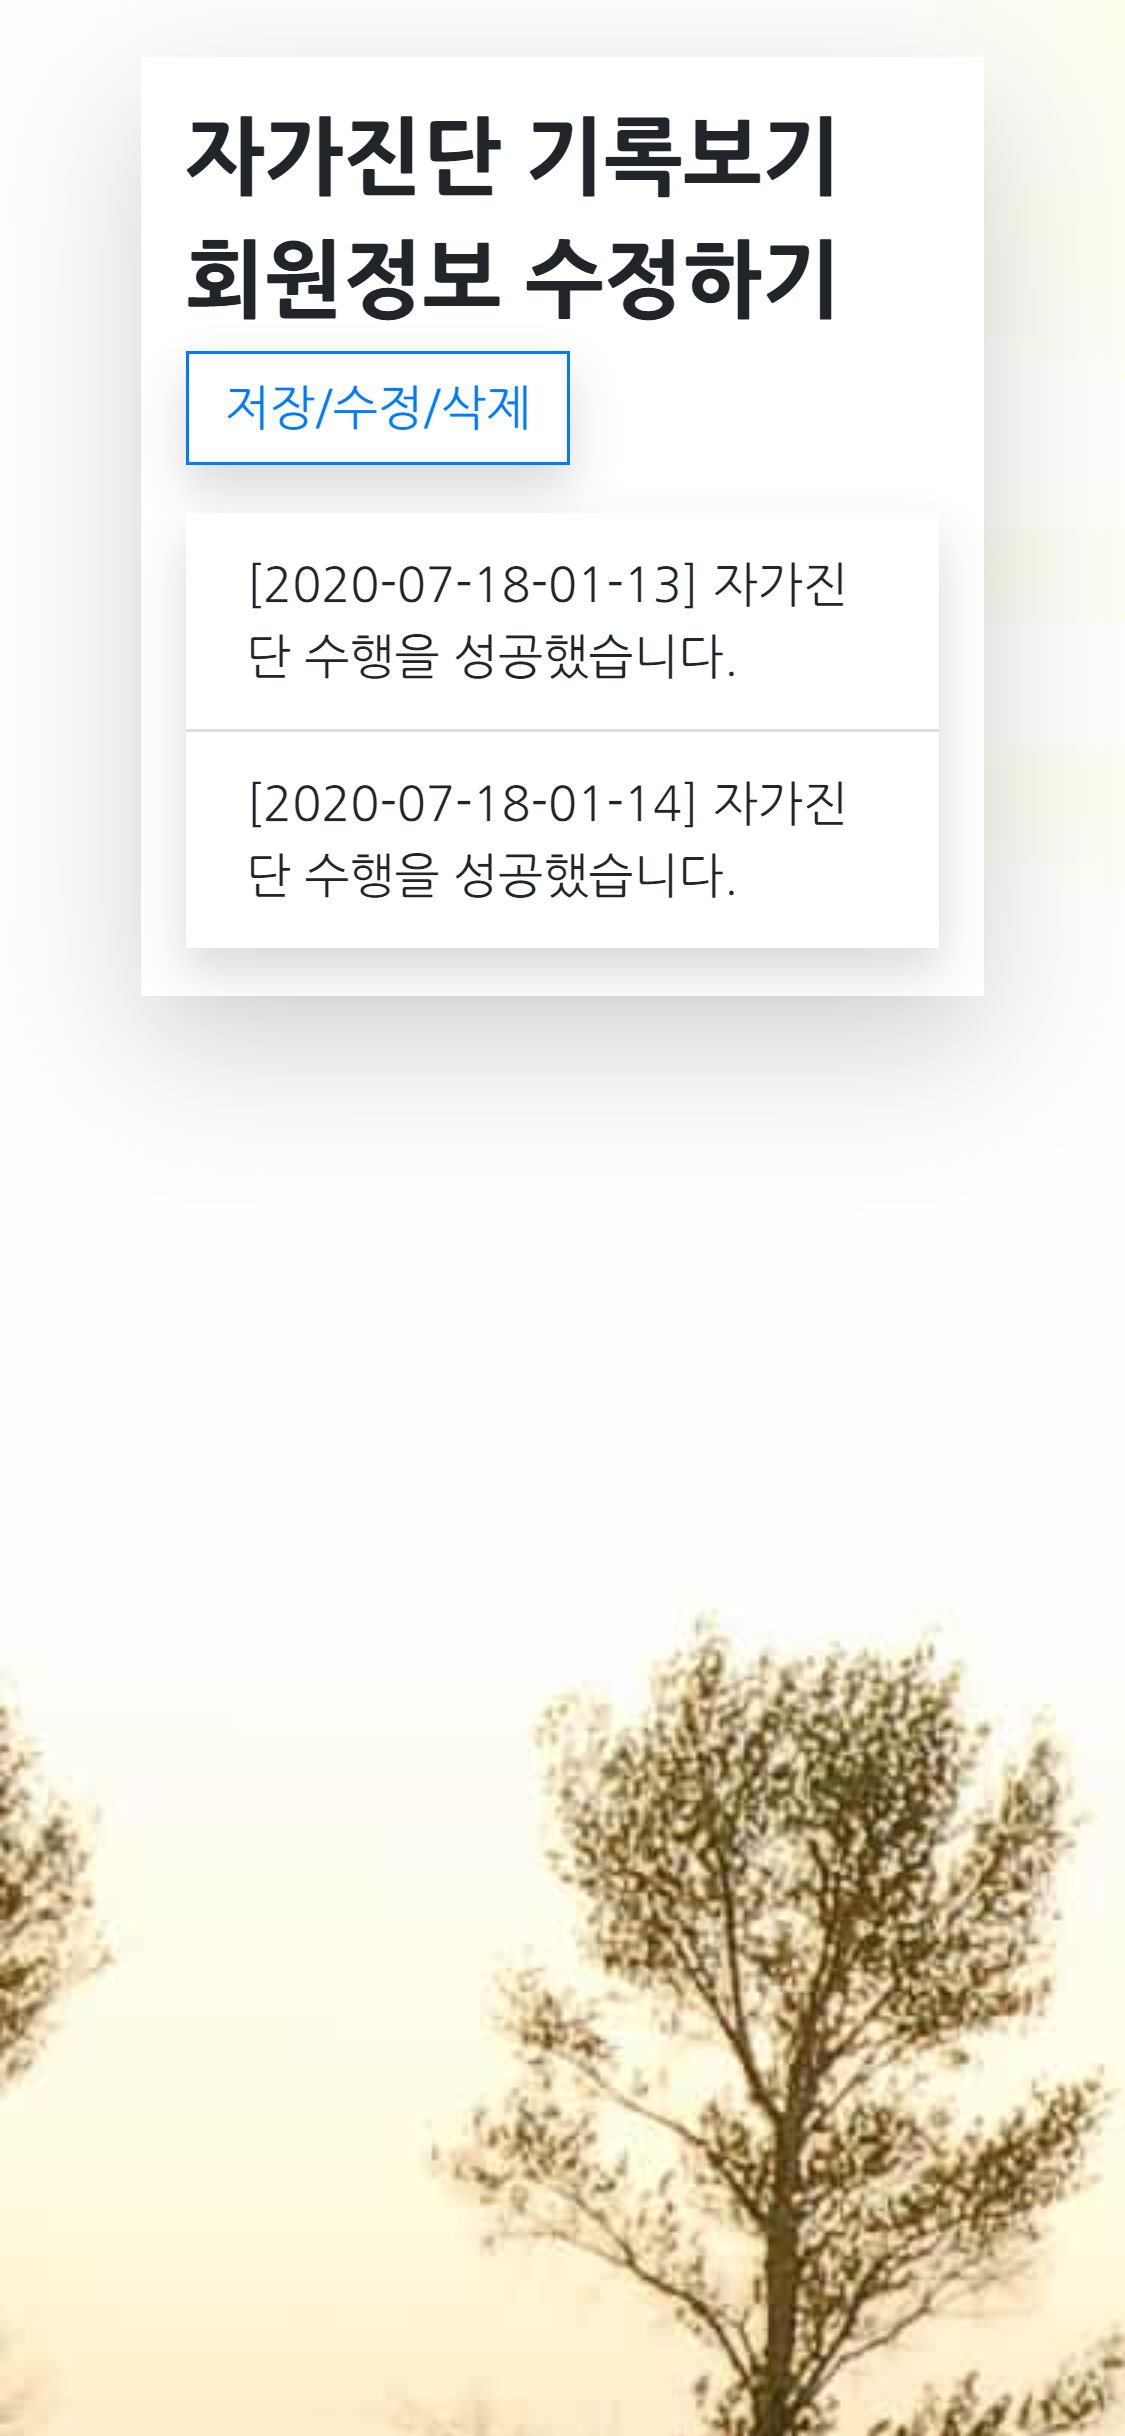 자가진단 기록보기
회원정보 수정하기
저장/수정/삭제
[2020-07-18-01-13] 자가진
단 수행을 성공했습니다.
[2020-07-18-01-14] 자가진
단 수행을 성공했습니다.